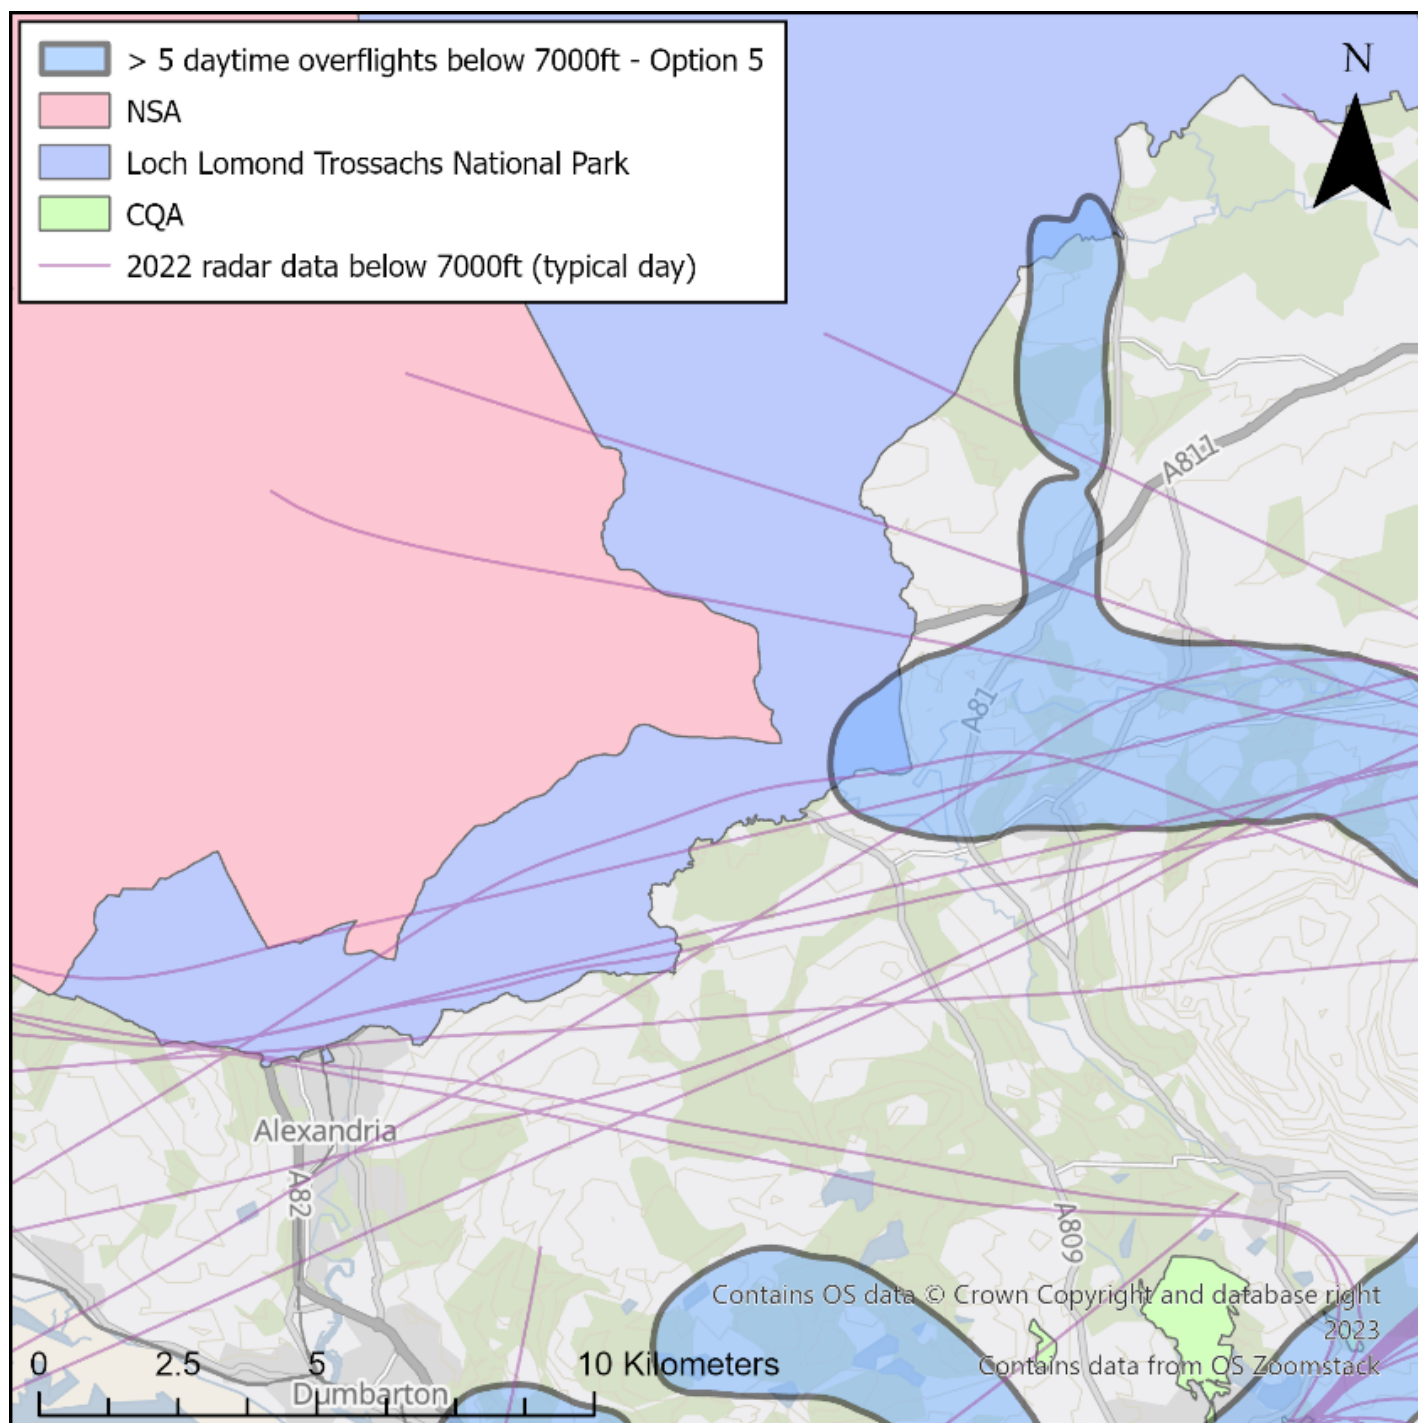 > 5 daytime overflights below 7000ft - Option 5
NSA
Loch Lomond Trossachs National Park
CQA
2022 radar data below 7000ft (typical day)
N
A811
A81
Alexandria
A82
A809
Contains OS data © Crown Copyright and database right
2023
Contains data from OS Zoomstack
0 2.5 5 10 Kilometers
Dumbarton